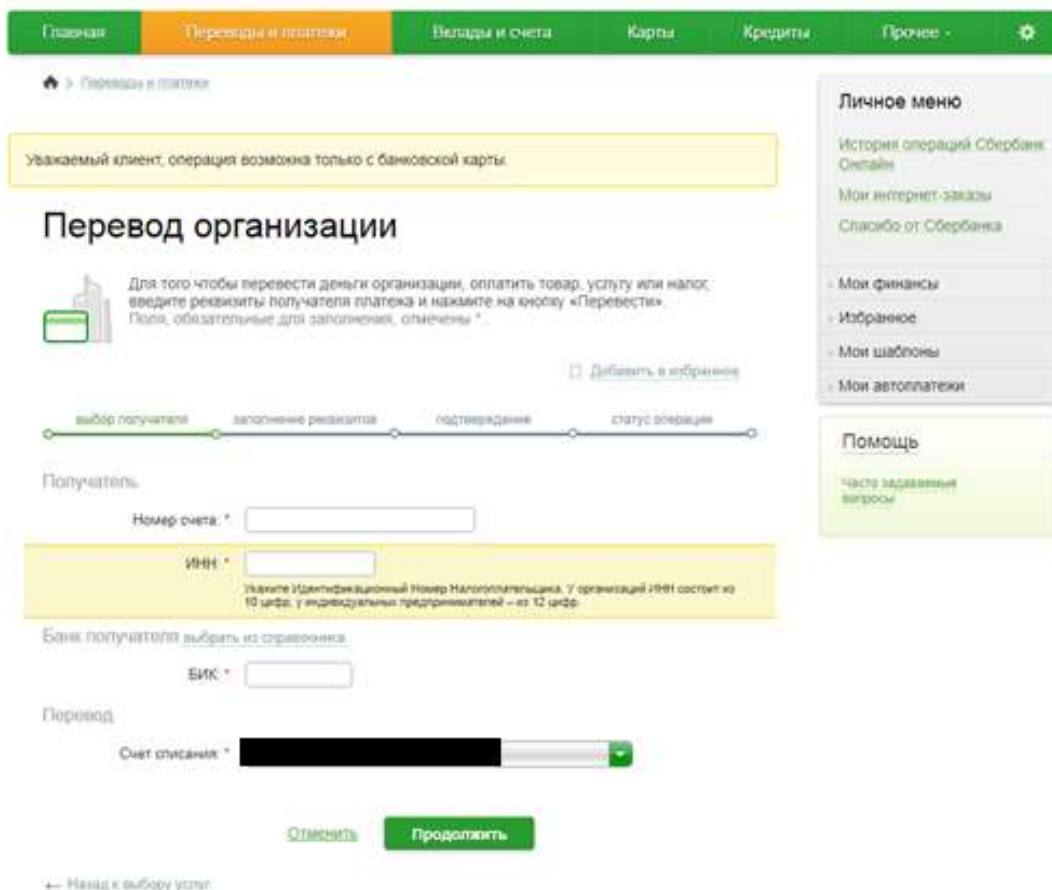 Главная Переводы и платежи Вклады и счета Карты Кредиты Прочее
> Переводы и платежи
Уважаемый клиент, операция возможна только с банковской карты.
Перевод организации
Для того чтобы перевести деньги организации, оплатить товар, услугу или налог,
введите реквизиты получателя платежа и нажмите на кнопку «Перевести».
Поля, обязательные для заполнения, отмечены * .
Добавить в избранное
выбор получателя заполнение реквизитов подтверждение статус операции
Получатель
Номер счета: *
ИНН: *
Укажите Идентификационный Номер Налогоплательщика. У организаций ИНН состоит из
10 цифр, у индивидуальных предпринимателей – из 12 цифр.
Банк получателя выбрать из справочника
БИК: *
Перевод
Счет списания: *
Отменить Продолжить
← Назад к выбору услуг
Личное меню
История операций Сбербанк
Онлайн
Мои интернет-заказы
Спасибо от Сбербанка
Мои финансы
Избранное
Мои шаблоны
Мои автоплатежи
Помощь
Часто задаваемые
вопросы